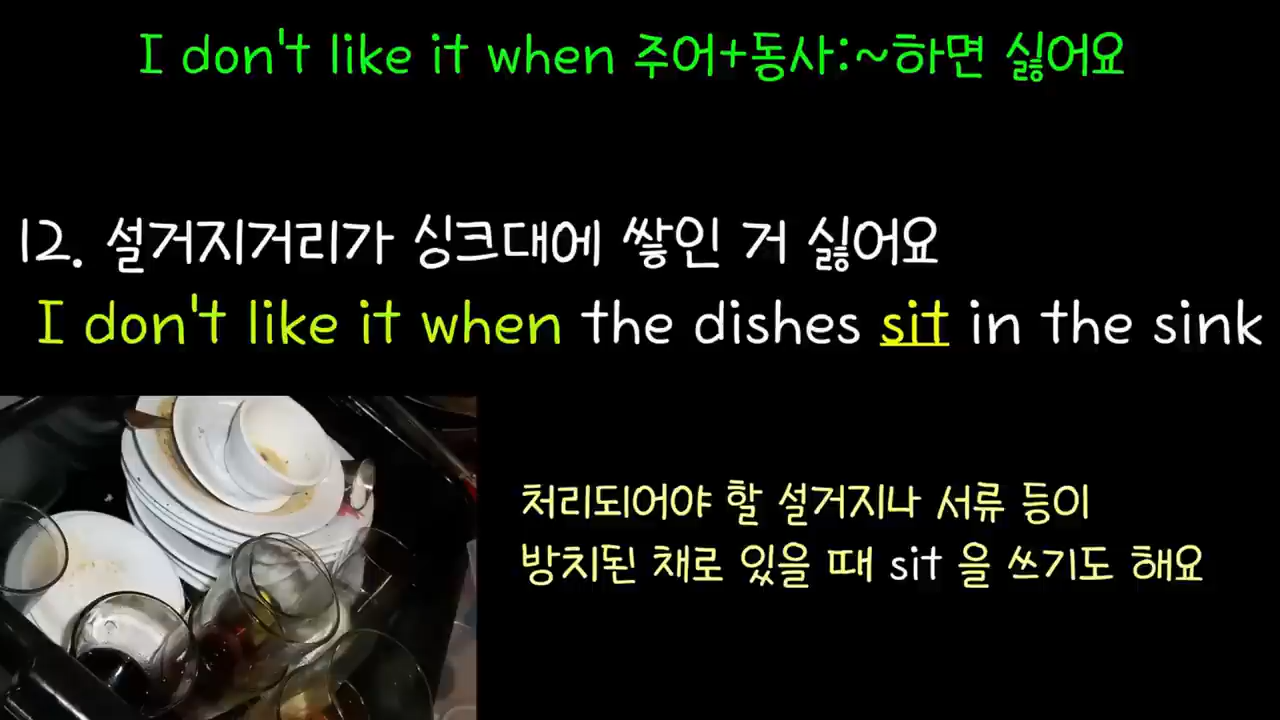 I don't like it when 주어+동사:~하면 싫어요
12. 설거지거리가 싱크대에 쌓인 거 싫어요
I don't like it when the dishes sit in the sink
처리되어야 할 설거지나 서류 등이
방치된 채로 있을 때 sit 을 쓰기도 해요